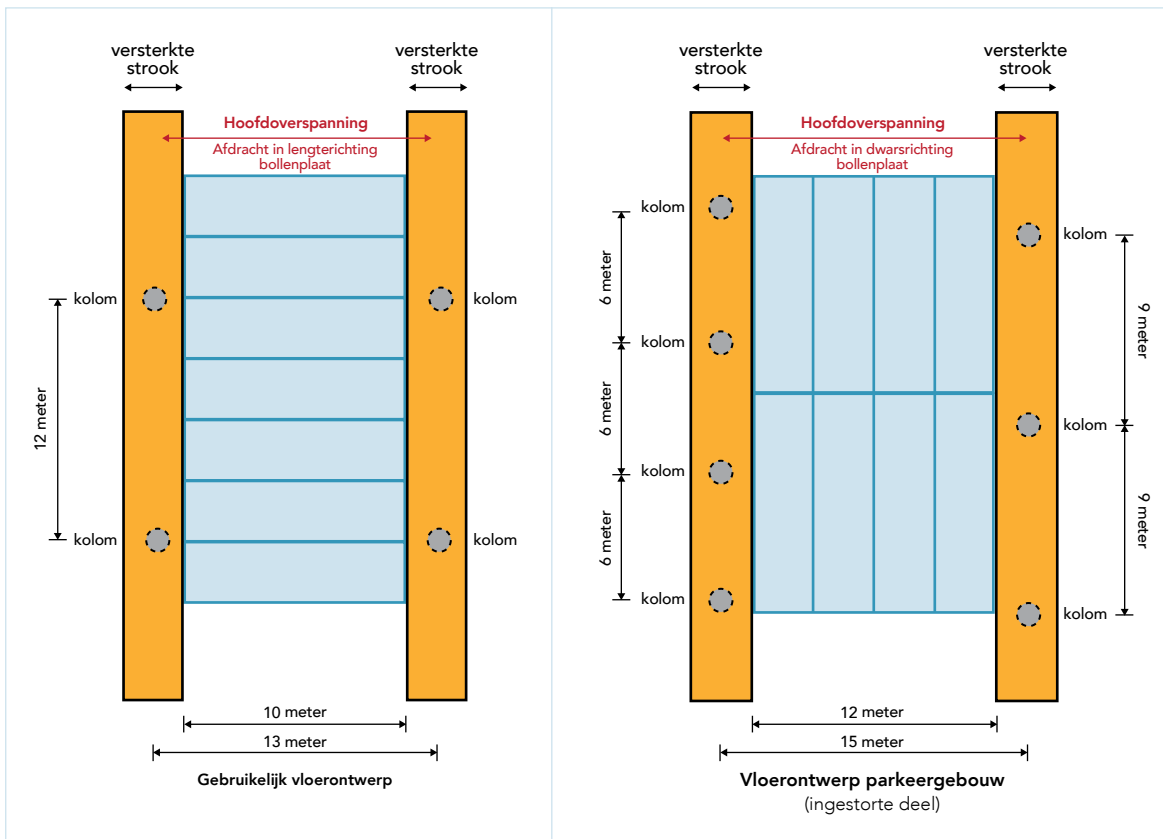 versterkte
strook
versterkte
strook
Hoofdoverspanning
Afdracht in lengterichting
bollenplaat
kolom
kolom
12 meter
kolom
kolom
10 meter
13 meter
Gebruikelijk vloerontwerp
versterkte
strook
versterkte
strook
Hoofdoverspanning
Afdracht in dwarsrichting
bollenplaat
kolom
kolom
6 meter
9 meter
kolom
kolom
6 meter
kolom
9 meter
6 meter
kolom
kolom
12 meter
15 meter
Vloerontwerp parkeergebouw
(ingestorte deel)